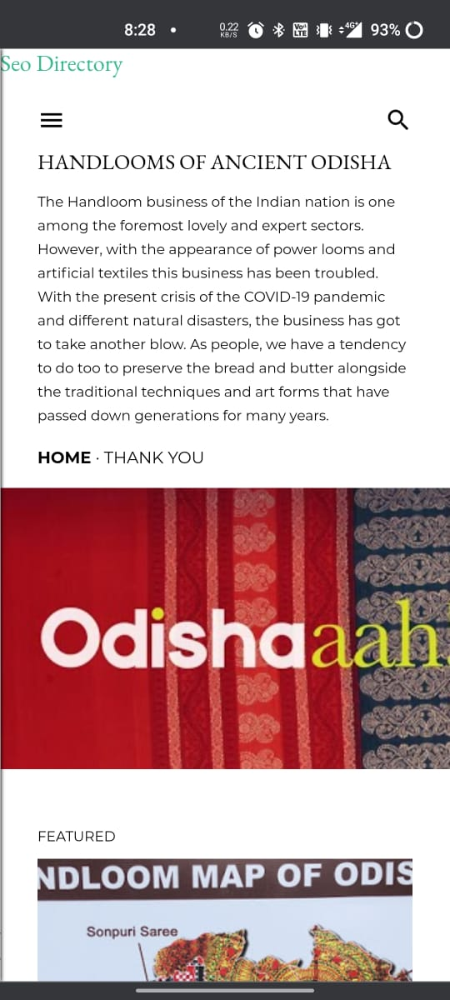 8:28 • 0.22 KB/S Vo)) LTE 4G+ 93%
Seo Directory
HANDLOOMS OF ANCIENT ODISHA
The Handloom business of the Indian nation is one
among the foremost lovely and expert sectors.
However, with the appearance of power looms and
artificial textiles this business has been troubled.
With the present crisis of the COVID-19 pandemic
and different natural disasters, the business has got
to take another blow. As people, we have a tendency
to do too to preserve the bread and butter alongside
the traditional techniques and art forms that have
passed down generations for many years.
HOME · THANK YOU
Odishaaah!
FEATURED
NDLOOM MAP OF ODIS
Sonpuri Saree